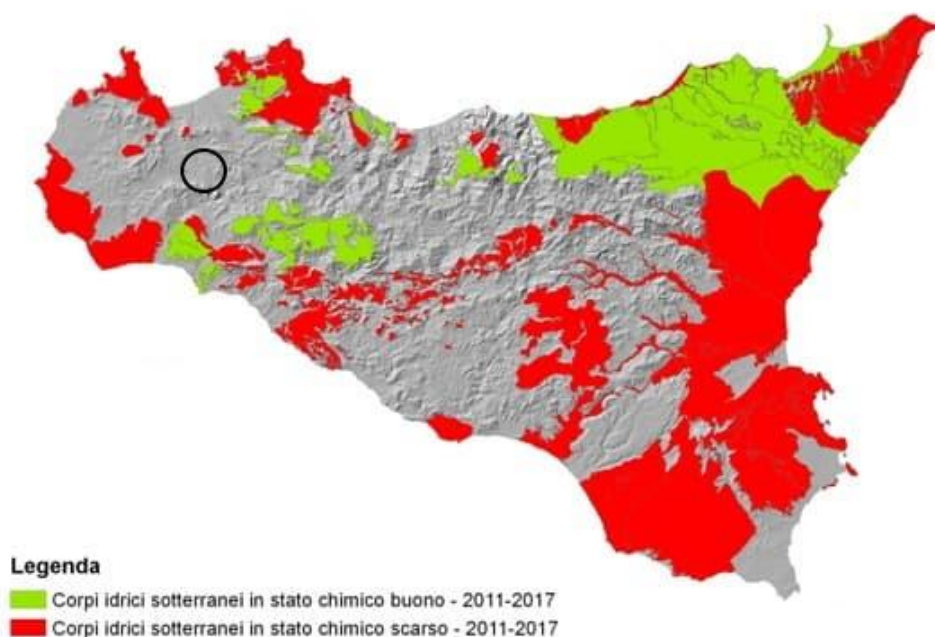 Legenda
Corpi idrici sotterranei in stato chimico buono - 2011-2017
Corpi idrici sotterranei in stato chimico scarso - 2011-2017